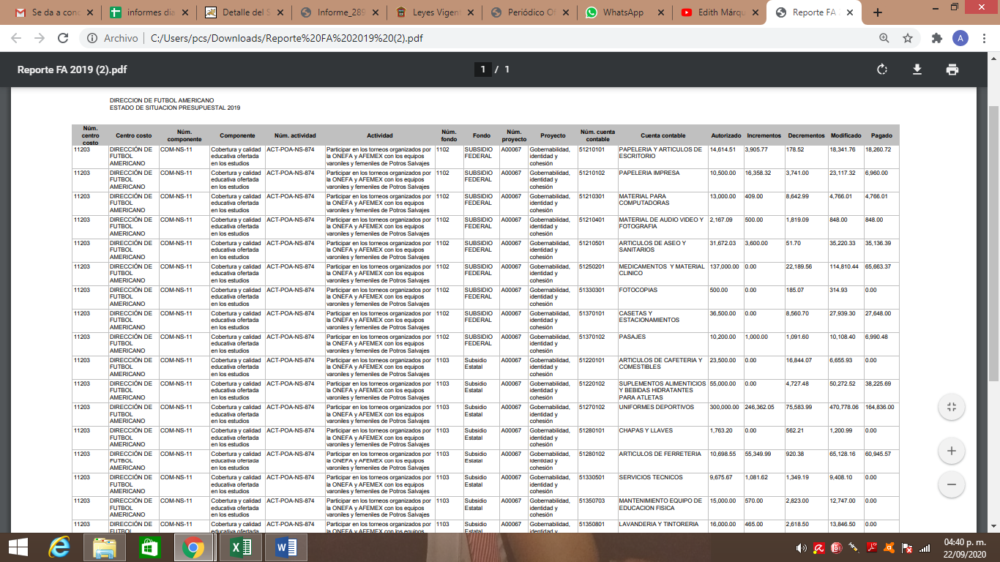 Se da a conc
informes dia
Detalle del S
Informe_289
Leyes Vigen
Periódico Of
WhatsApp
Edith Márqu
Reporte FA
Archivo | C:/Users/pcs/Downloads/Reporte%20FA%202019%20(2).pdf
A
Reporte FA 2019 (2).pdf
1 / 1
DIRECCION DE FUTBOL AMERICANO
ESTADO DE SITUACION PRESUPUESTAL 2019
Núm. centro costo Centro costo Núm. componente Componente Núm. actividad Actividad Núm. fondo Fondo Núm. proyecto Proyecto Núm. cuenta contable Cuenta contable Autorizado Incrementos Decrementos Modificado Pagado
11203 DIRECCIÓN DE FUTBOL AMERICANO COM-NS-11 Cobertura y calidad educativa ofertada en los estudios ACT-POA-NS-874 Participar en los torneos organizados por la ONEFA y AFEMEX con los equipos varoniles y femeniles de Potros Salvajes 1102 SUBSIDIO FEDERAL A00067 Gobernabilidad, identidad y cohesión 51210101 PAPELERIA Y ARTICULOS DE ESCRITORIO 14,614.51 3,905.77 178.52 18,341.76 18,260.72
11203 DIRECCIÓN DE FUTBOL AMERICANO COM-NS-11 Cobertura y calidad educativa ofertada en los estudios ACT-POA-NS-874 Participar en los torneos organizados por la ONEFA y AFEMEX con los equipos varoniles y femeniles de Potros Salvajes 1102 SUBSIDIO FEDERAL A00067 Gobernabilidad, identidad y cohesión 51210102 PAPELERIA IMPRESA 10,500.00 16,358.32 3,741.00 23,117.32 6,960.00
11203 DIRECCIÓN DE FUTBOL AMERICANO COM-NS-11 Cobertura y calidad educativa ofertada en los estudios ACT-POA-NS-874 Participar en los torneos organizados por la ONEFA y AFEMEX con los equipos varoniles y femeniles de Potros Salvajes 1102 SUBSIDIO FEDERAL A00067 Gobernabilidad, identidad y cohesión 51210301 MATERIAL PARA COMPUTADORAS 13,000.00 409.00 8,642.99 4,766.01 4,766.01
11203 DIRECCIÓN DE FUTBOL AMERICANO COM-NS-11 Cobertura y calidad educativa ofertada en los estudios ACT-POA-NS-874 Participar en los torneos organizados por la ONEFA y AFEMEX con los equipos varoniles y femeniles de Potros Salvajes 1102 SUBSIDIO FEDERAL A00067 Gobernabilidad, identidad y cohesión 51210401 MATERIAL DE AUDIO VIDEO Y FOTOGRAFIA 2,167.09 500.00 1,819.09 848.00 848.00
11203 DIRECCIÓN DE FUTBOL AMERICANO COM-NS-11 Cobertura y calidad educativa ofertada en los estudios ACT-POA-NS-874 Participar en los torneos organizados por la ONEFA y AFEMEX con los equipos varoniles y femeniles de Potros Salvajes 1102 SUBSIDIO FEDERAL A00067 Gobernabilidad, identidad y cohesión 51210501 ARTICULOS DE ASEO Y SANITARIOS 31,672.03 3,600.00 51.70 35,220.33 35,136.39
11203 DIRECCIÓN DE FUTBOL AMERICANO COM-NS-11 Cobertura y calidad educativa ofertada en los estudios ACT-POA-NS-874 Participar en los torneos organizados por la ONEFA y AFEMEX con los equipos varoniles y femeniles de Potros Salvajes 1102 SUBSIDIO FEDERAL A00067 Gobernabilidad, identidad y cohesión 51250201 MEDICAMENTOS Y MATERIAL CLINICO 137,000.00 0.00 22,189.56 114,810.44 65,663.37
11203 DIRECCIÓN DE FUTBOL AMERICANO COM-NS-11 Cobertura y calidad educativa ofertada en los estudios ACT-POA-NS-874 Participar en los torneos organizados por la ONEFA y AFEMEX con los equipos varoniles y femeniles de Potros Salvajes 1102 SUBSIDIO FEDERAL A00067 Gobernabilidad, identidad y cohesión 51330301 FOTOCOPIAS 500.00 0.00 185.07 314.93 0.00
11203 DIRECCIÓN DE FUTBOL AMERICANO COM-NS-11 Cobertura y calidad educativa ofertada en los estudios ACT-POA-NS-874 Participar en los torneos organizados por la ONEFA y AFEMEX con los equipos varoniles y femeniles de Potros Salvajes 1102 SUBSIDIO FEDERAL A00067 Gobernabilidad, identidad y cohesión 51370101 CASETAS Y ESTACIONAMIENTOS 36,500.00 0.00 8,560.70 27,939.30 27,648.00
11203 DIRECCIÓN DE FUTBOL AMERICANO COM-NS-11 Cobertura y calidad educativa ofertada en los estudios ACT-POA-NS-874 Participar en los torneos organizados por la ONEFA y AFEMEX con los equipos varoniles y femeniles de Potros Salvajes 1102 SUBSIDIO FEDERAL A00067 Gobernabilidad, identidad y cohesión 51370102 PASAJES 10,200.00 1,000.00 1,091.60 10,108.40 6,990.48
11203 DIRECCIÓN DE FUTBOL AMERICANO COM-NS-11 Cobertura y calidad educativa ofertada en los estudios ACT-POA-NS-874 Participar en los torneos organizados por la ONEFA y AFEMEX con los equipos varoniles y femeniles de Potros Salvajes 1103 Subsidio Estatal A00067 Gobernabilidad, identidad y cohesión 51220101 ARTICULOS DE CAFETERIA Y COMESTIBLES 23,500.00 0.00 16,844.07 6,655.93 0.00
11203 DIRECCIÓN DE FUTBOL AMERICANO COM-NS-11 Cobertura y calidad educativa ofertada en los estudios ACT-POA-NS-874 Participar en los torneos organizados por la ONEFA y AFEMEX con los equipos varoniles y femeniles de Potros Salvajes 1103 Subsidio Estatal A00067 Gobernabilidad, identidad y cohesión 51220102 SUPLEMENTOS ALIMENTICIOS Y BEBIDAS HIDRATANTES PARA ATLETAS 55,000.00 0.00 4,727.48 50,272.52 38,225.69
11203 DIRECCIÓN DE FUTBOL AMERICANO COM-NS-11 Cobertura y calidad educativa ofertada en los estudios ACT-POA-NS-874 Participar en los torneos organizados por la ONEFA y AFEMEX con los equipos varoniles y femeniles de Potros Salvajes 1103 Subsidio Estatal A00067 Gobernabilidad, identidad y cohesión 51270102 UNIFORMES DEPORTIVOS 300,000.00 246,362.05 75,583.99 470,778.06 164,836.00
11203 DIRECCIÓN DE FUTBOL AMERICANO COM-NS-11 Cobertura y calidad educativa ofertada en los estudios ACT-POA-NS-874 Participar en los torneos organizados por la ONEFA y AFEMEX con los equipos varoniles y femeniles de Potros Salvajes 1103 Subsidio Estatal A00067 Gobernabilidad, identidad y cohesión 51280101 CHAPAS Y LLAVES 1,763.20 0.00 562.21 1,200.99 0.00
11203 DIRECCIÓN DE FUTBOL AMERICANO COM-NS-11 Cobertura y calidad educativa ofertada en los estudios ACT-POA-NS-874 Participar en los torneos organizados por la ONEFA y AFEMEX con los equipos varoniles y femeniles de Potros Salvajes 1103 Subsidio Estatal A00067 Gobernabilidad, identidad y cohesión 51280102 ARTICULOS DE FERRETERIA 10,698.55 55,349.99 920.38 65,128.16 60,945.57
11203 DIRECCIÓN DE FUTBOL AMERICANO COM-NS-11 Cobertura y calidad educativa ofertada en los estudios ACT-POA-NS-874 Participar en los torneos organizados por la ONEFA y AFEMEX con los equipos varoniles y femeniles de Potros Salvajes 1103 Subsidio Estatal A00067 Gobernabilidad, identidad y cohesión 51330501 SERVICIOS TECNICOS 9,675.67 1,081.62 1,349.19 9,408.10 0.00
11203 DIRECCIÓN DE FUTBOL AMERICANO COM-NS-11 Cobertura y calidad educativa ofertada en los estudios ACT-POA-NS-874 Participar en los torneos organizados por la ONEFA y AFEMEX con los equipos varoniles y femeniles de Potros Salvajes 1103 Subsidio Estatal A00067 Gobernabilidad, identidad y cohesión 51350703 MANTENIMIENTO EQUIPO DE EDUCACION FISICA 15,000.00 570.00 2,823.00 12,747.00 0.00
11203 DIRECCIÓN DE FUTBOL COM-NS-11 Cobertura y calidad educativa ofertada ACT-POA-NS-874 Participar en los torneos organizados por la ONEFA y AFEMEX con los equipos 1103 Subsidio Estatal A00067 Gobernabilidad, identidad y 51350801 LAVANDERIA Y TINTORERIA 16,000.00 465.00 2,618.50 13,846.50 0.00
04:40 p. m.
22/09/2020